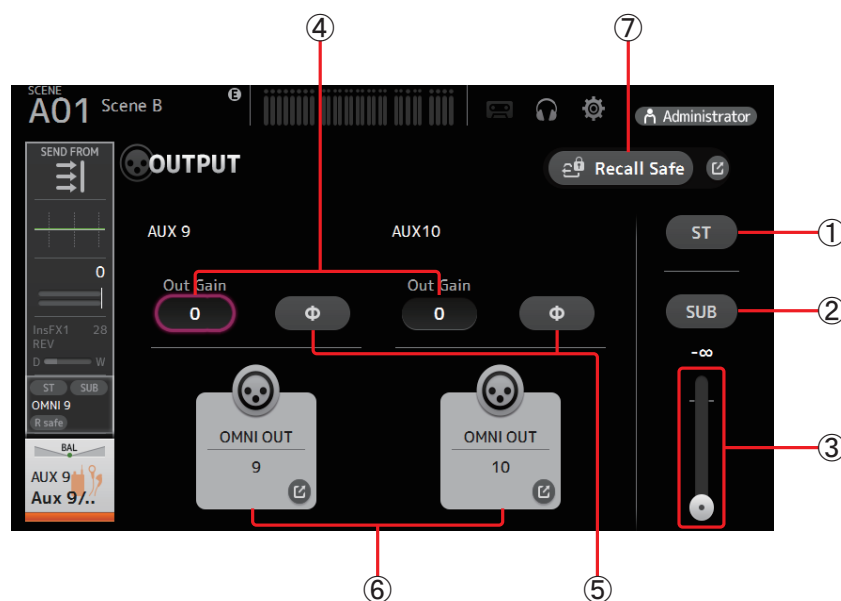 ④
⑦
SCENE
A01 Scene B
E
Administrator
SEND FROM
OUTPUT
Recall Safe
AUX 9
AUX10
ST
①
0
Out Gain
Out Gain
0
Φ
0
Φ
SUB
②
InsFX1 28
REV
D W
-∞
ST SUB
OMNI 9
R safe
OMNI OUT
9
OMNI OUT
10
③
BAL
AUX 9
Aux 9/..
⑥
⑤